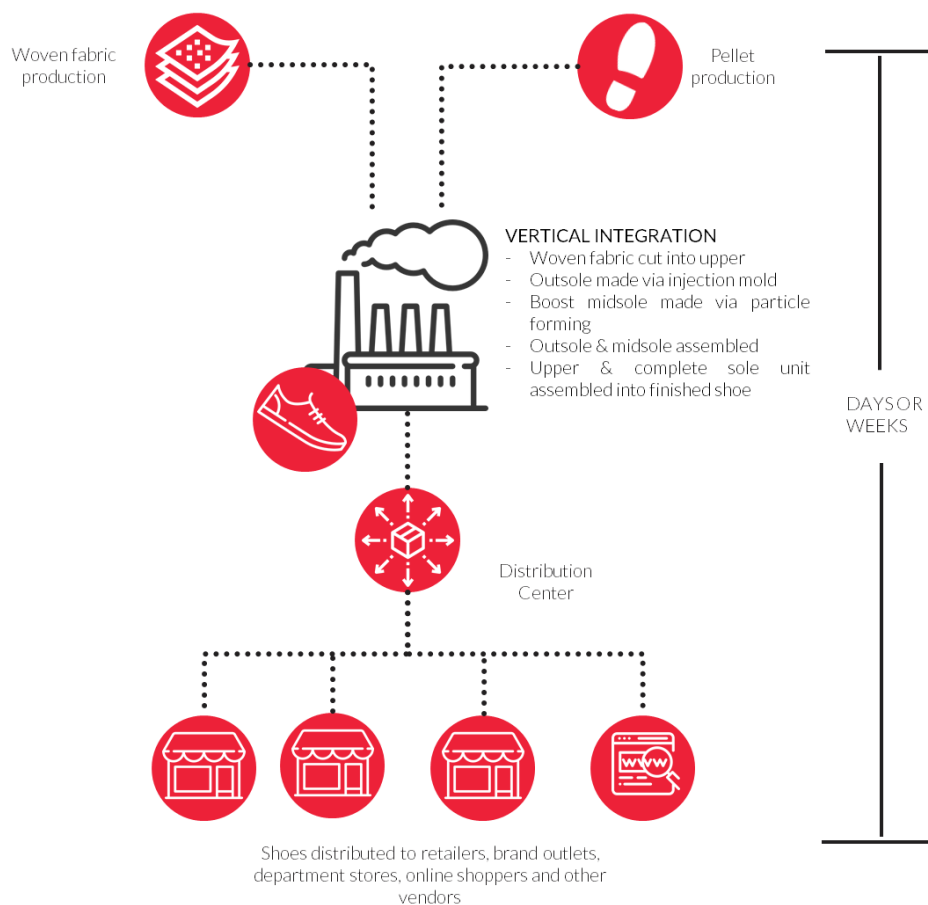 Woven fabric
production
Pellet
production
VERTICAL INTEGRATION
- Woven fabric cut into upper
- Outsole made via injection mold
- Boost midsole made via particle
forming
- Outsole & midsole assembled
- Upper & complete sole unit
assembled into finished shoe
DAYS OR
WEEKS
Distribution
Center
www
Shoes distributed to retailers, brand outlets,
department stores, online shoppers and other
vendors